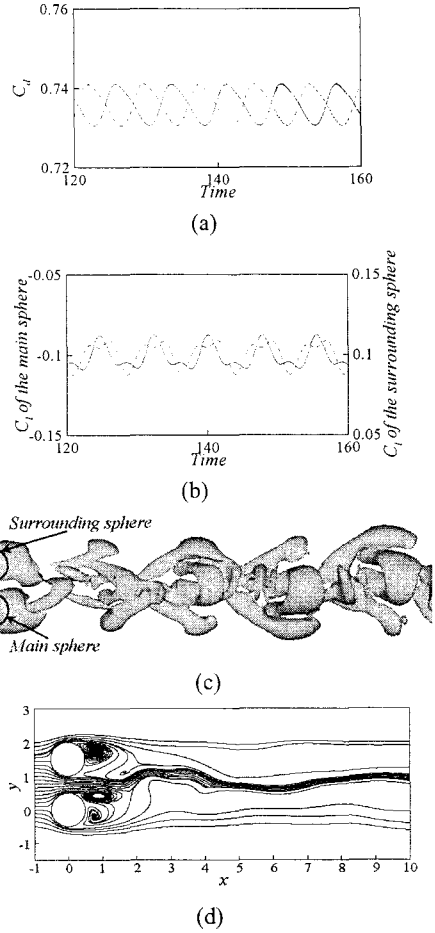 0.76
C_d
0.74
0.72
120 140 160
Time
(a)
-0.05 0.15
C_l of the main sphere
-0.1 0.1
C_l of the surrounding sphere
-0.15 0.05
120 140 160
Time
(b)
Surrounding sphere
Main sphere
(c)
3
2
1
y
0
-1
-1 0 1 2 3 4 5 6 7 8 9 10
x
(d)